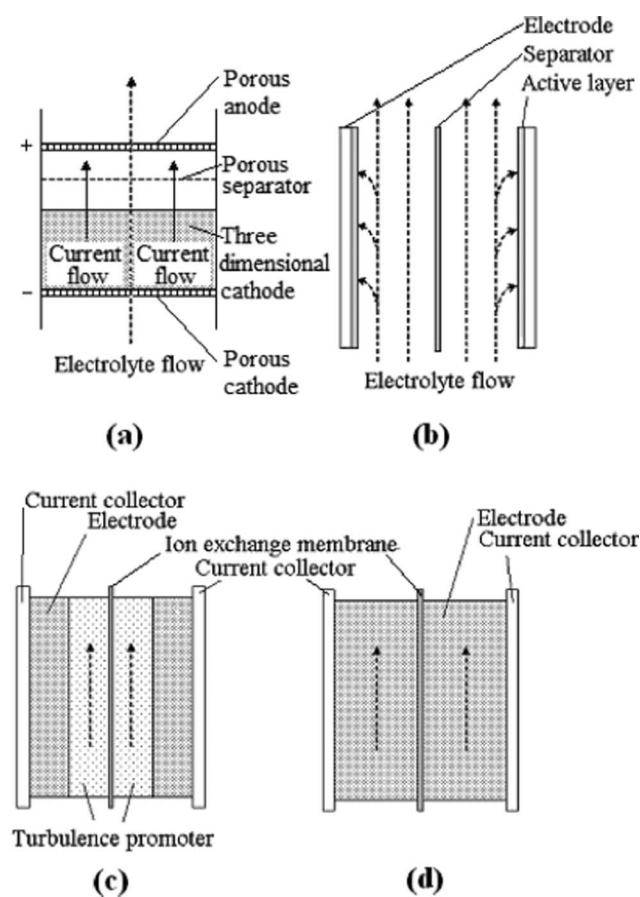 Porous
anode
+
Porous
separator
Three
dimensional
cathode
Current
flow
Current
flow
−
Electrolyte flow
Porous
cathode
(a)
Electrode
Separator
Active layer
Electrolyte flow
(b)
Current collector
Electrode
Ion exchange membrane
Current collector
Turbulence promoter
(c)
Electrode
Current collector
(d)